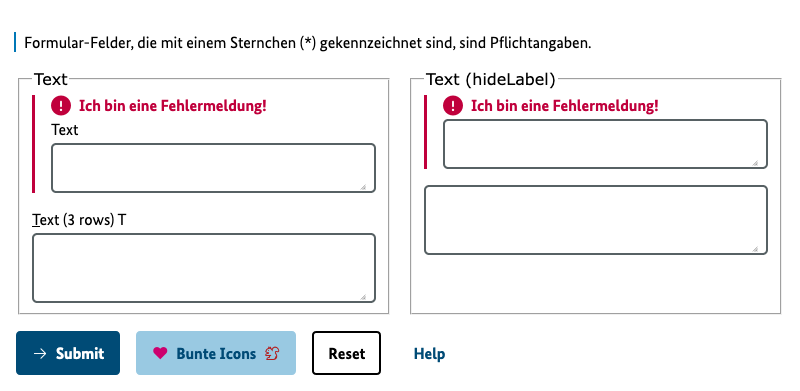 Formular-Felder, die mit einem Sternchen (*) gekennzeichnet sind, sind Pflichtangaben.
Text
Ich bin eine Fehlermeldung!
Text
Text (3 rows) T
Text (hideLabel)
Ich bin eine Fehlermeldung!
Submit
Bunte Icons
Reset
Help